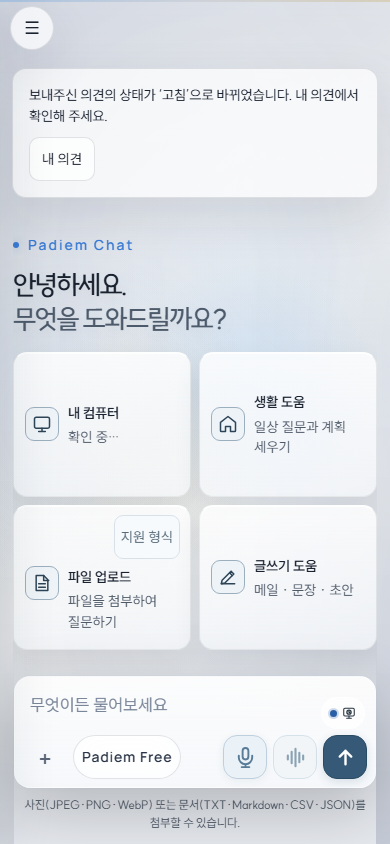 보내주신 의견의 상태가 ‘고침’으로 바뀌었습니다. 내 의견에서
확인해 주세요.
내 의견
Padiem Chat
안녕하세요.
무엇을 도와드릴까요?
내 컴퓨터
확인 중…
생활 도움
일상 질문과 계획
세우기
지원 형식
파일 업로드
파일을 첨부하여
질문하기
글쓰기 도움
메일 · 문장 · 초안
무엇이든 물어보세요
+
Padiem Free
사진(JPEG·PNG·WebP) 또는 문서(TXT·Markdown·CSV·JSON)를
첨부할 수 있습니다.